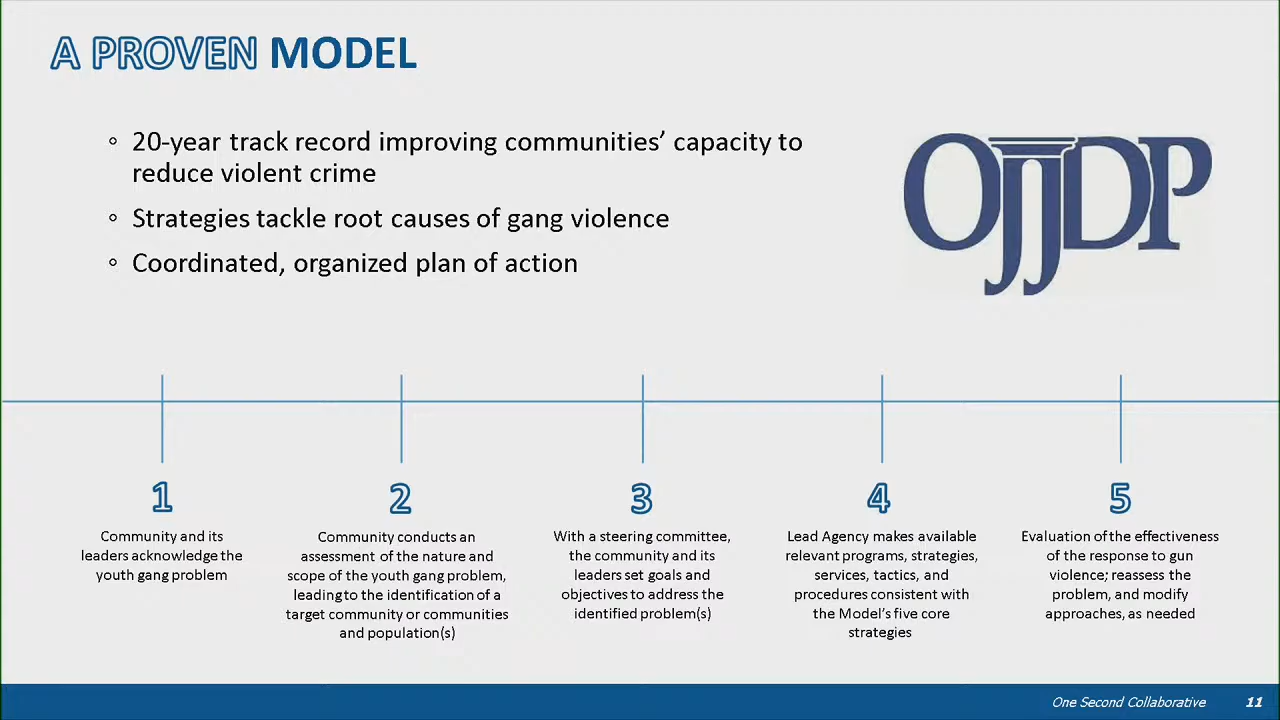 A PROVEN MODEL
◦ 20-year track record improving communities’ capacity to
reduce violent crime
◦ Strategies tackle root causes of gang violence
◦ Coordinated, organized plan of action
OJJDP
1
Community and its
leaders acknowledge the
youth gang problem
2
Community conducts an
assessment of the nature and
scope of the youth gang problem,
leading to the identification of a
target community or communities
and population(s)
3
With a steering committee,
the community and its
leaders set goals and
objectives to address the
identified problem(s)
4
Lead Agency makes available
relevant programs, strategies,
services, tactics, and
procedures consistent with
the Model’s five core
strategies
5
Evaluation of the effectiveness
of the response to gun
violence; reassess the
problem, and modify
approaches, as needed
One Second Collaborative 11